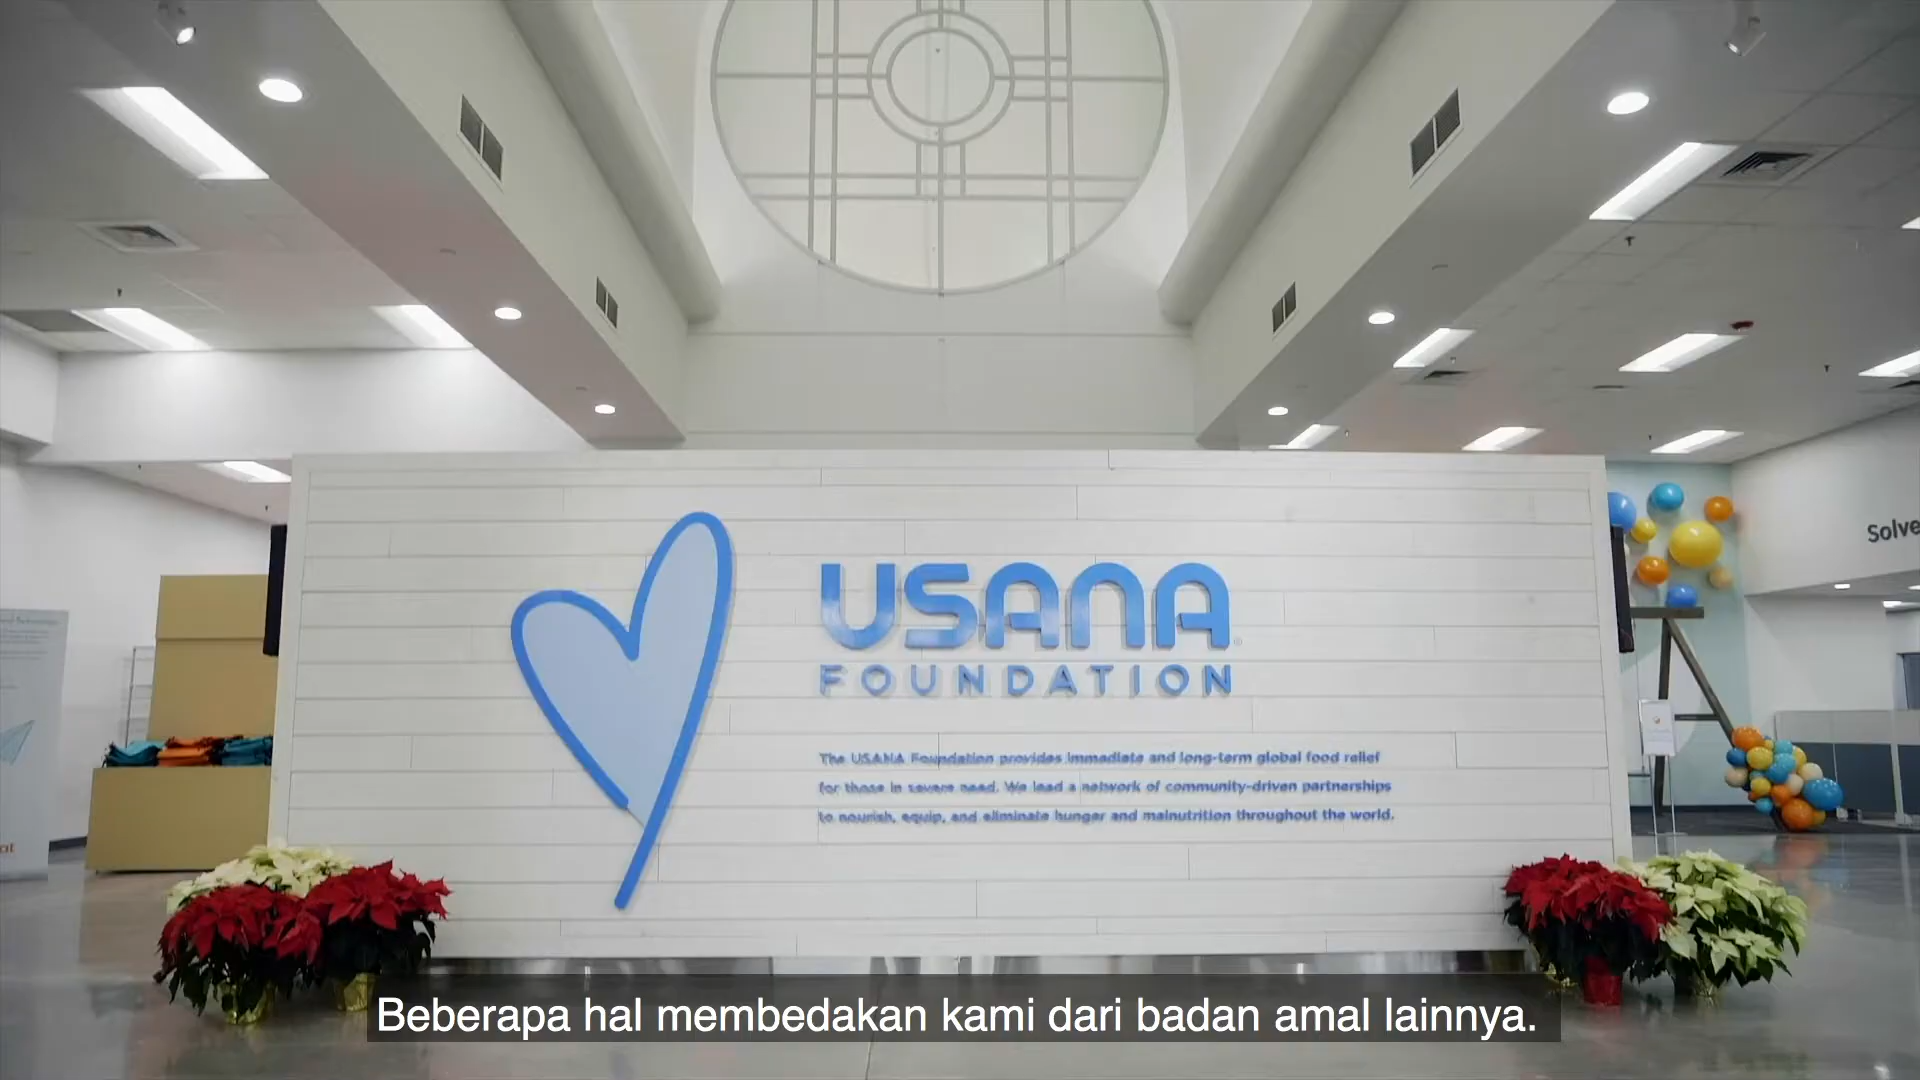 Solve
USANA
FOUNDATION
The USANA Foundation provides immediate and long-term global food relief
for those in severe need. We lead a network of community-driven partnerships
to nourish, equip, and eliminate hunger and malnutrition throughout the world.
Beberapa hal membedakan kami dari badan amal lainnya.